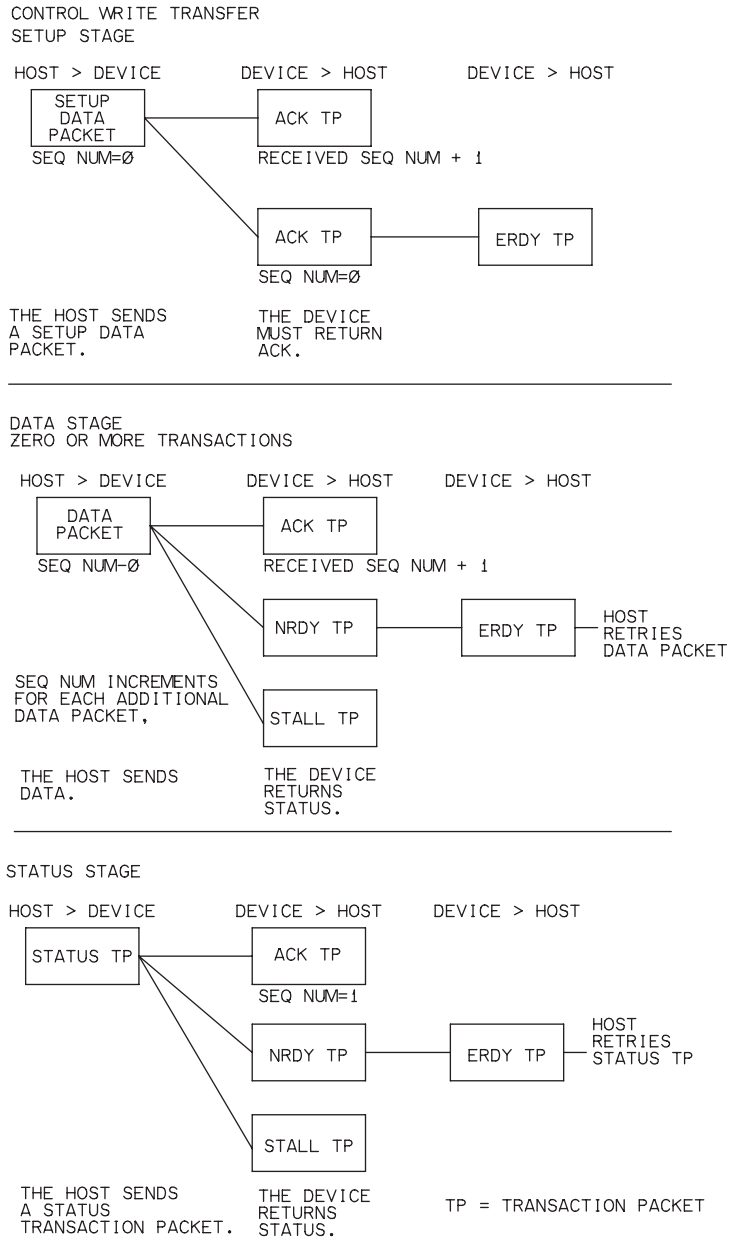 CONTROL WRITE TRANSFER
SETUP STAGE
HOST > DEVICE
DEVICE > HOST
DEVICE > HOST
SETUP
DATA
PACKET
SEQ NUM=Ø
ACK TP
RECEIVED SEQ NUM + 1
ACK TP
SEQ NUM=Ø
ERDY TP
THE HOST SENDS
A SETUP DATA
PACKET.
THE DEVICE
MUST RETURN
ACK.
DATA STAGE
ZERO OR MORE TRANSACTIONS
HOST > DEVICE
DEVICE > HOST
DEVICE > HOST
DATA
PACKET
SEQ NUM-Ø
ACK TP
RECEIVED SEQ NUM + 1
NRDY TP
ERDY TP
HOST
RETRIES
DATA PACKET
SEQ NUM INCREMENTS
FOR EACH ADDITIONAL
DATA PACKET,
STALL TP
THE HOST SENDS
DATA.
THE DEVICE
RETURNS
STATUS.
STATUS STAGE
HOST > DEVICE
DEVICE > HOST
DEVICE > HOST
STATUS TP
ACK TP
SEQ NUM=1
NRDY TP
ERDY TP
HOST
RETRIES
STATUS TP
STALL TP
THE HOST SENDS
A STATUS
TRANSACTION PACKET.
THE DEVICE
RETURNS
STATUS.
TP = TRANSACTION PACKET